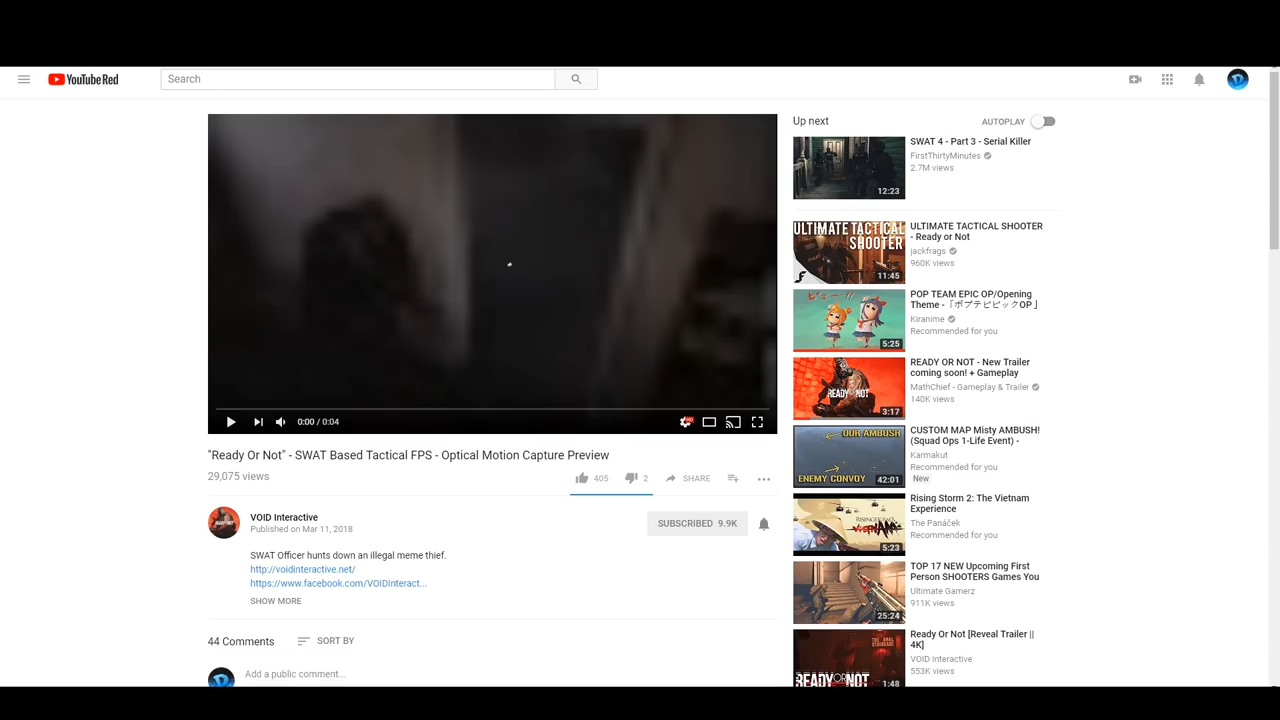 YouTube Red
Search
0:00 / 0:04
HD
"Ready Or Not" - SWAT Based Tactical FPS - Optical Motion Capture Preview
29,075 views
405
2
SHARE
VOID Interactive
Published on Mar 11, 2018
SUBSCRIBED 9.9K
SWAT Officer hunts down an illegal meme thief.
http://voidinteractive.net/
https://www.facebook.com/VOIDInteract...
SHOW MORE
44 Comments
SORT BY
Add a public comment...
Up next
AUTOPLAY
12:23
SWAT 4 - Part 3 - Serial Killer
FirstThirtyMinutes
2.7M views
ULTIMATE TACTICAL
SHOOTER
11:45
ULTIMATE TACTICAL SHOOTER
- Ready or Not
jackfrags
960K views
5:25
POP TEAM EPIC OP/Opening
Theme -「ポプテピピックOP」
Kiranime
Recommended for you
READY OR NOT
3:17
READY OR NOT - New Trailer
coming soon! + Gameplay
MathChief - Gameplay & Trailer
140K views
OUR AMBUSH
ENEMY CONVOY
42:01
CUSTOM MAP Misty AMBUSH!
(Squad Ops 1-Life Event) -
Karmakut
Recommended for you
New
5:23
Rising Storm 2: The Vietnam
Experience
The Panáček
Recommended for you
25:24
TOP 17 NEW Upcoming First
Person SHOOTERS Games You
Ultimate Gamerz
911K views
READY OR NOT
1:48
Ready Or Not [Reveal Trailer ||
4K]
VOID Interactive
553K views